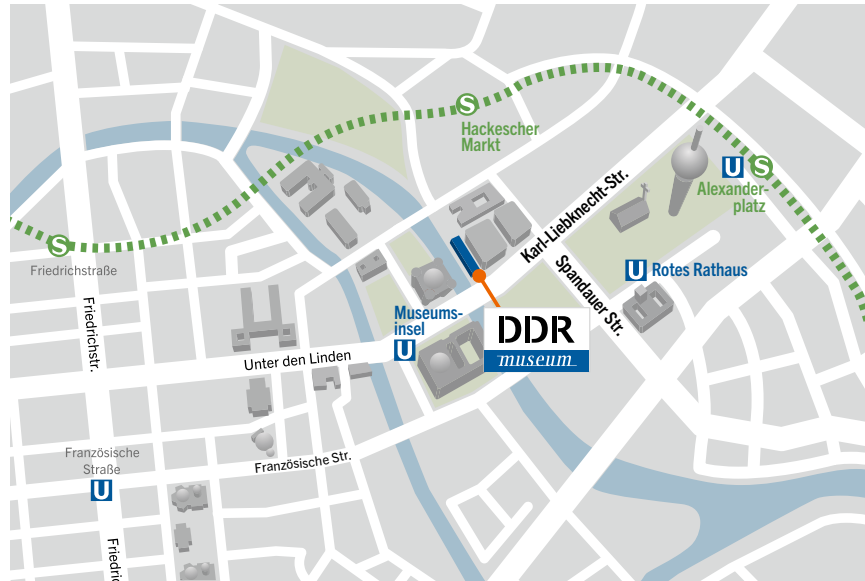 S
Hackescher
Markt
Karl-Liebknecht-Str.
U
S
Alexander-
platz
S
Friedrichstraße
U Rotes Rathaus
Spandauer Str.
Museums-
insel
U
DDR
museum
Friedrichstr.
Unter den Linden
Französische
Straße
U
Französische Str.
Friedric